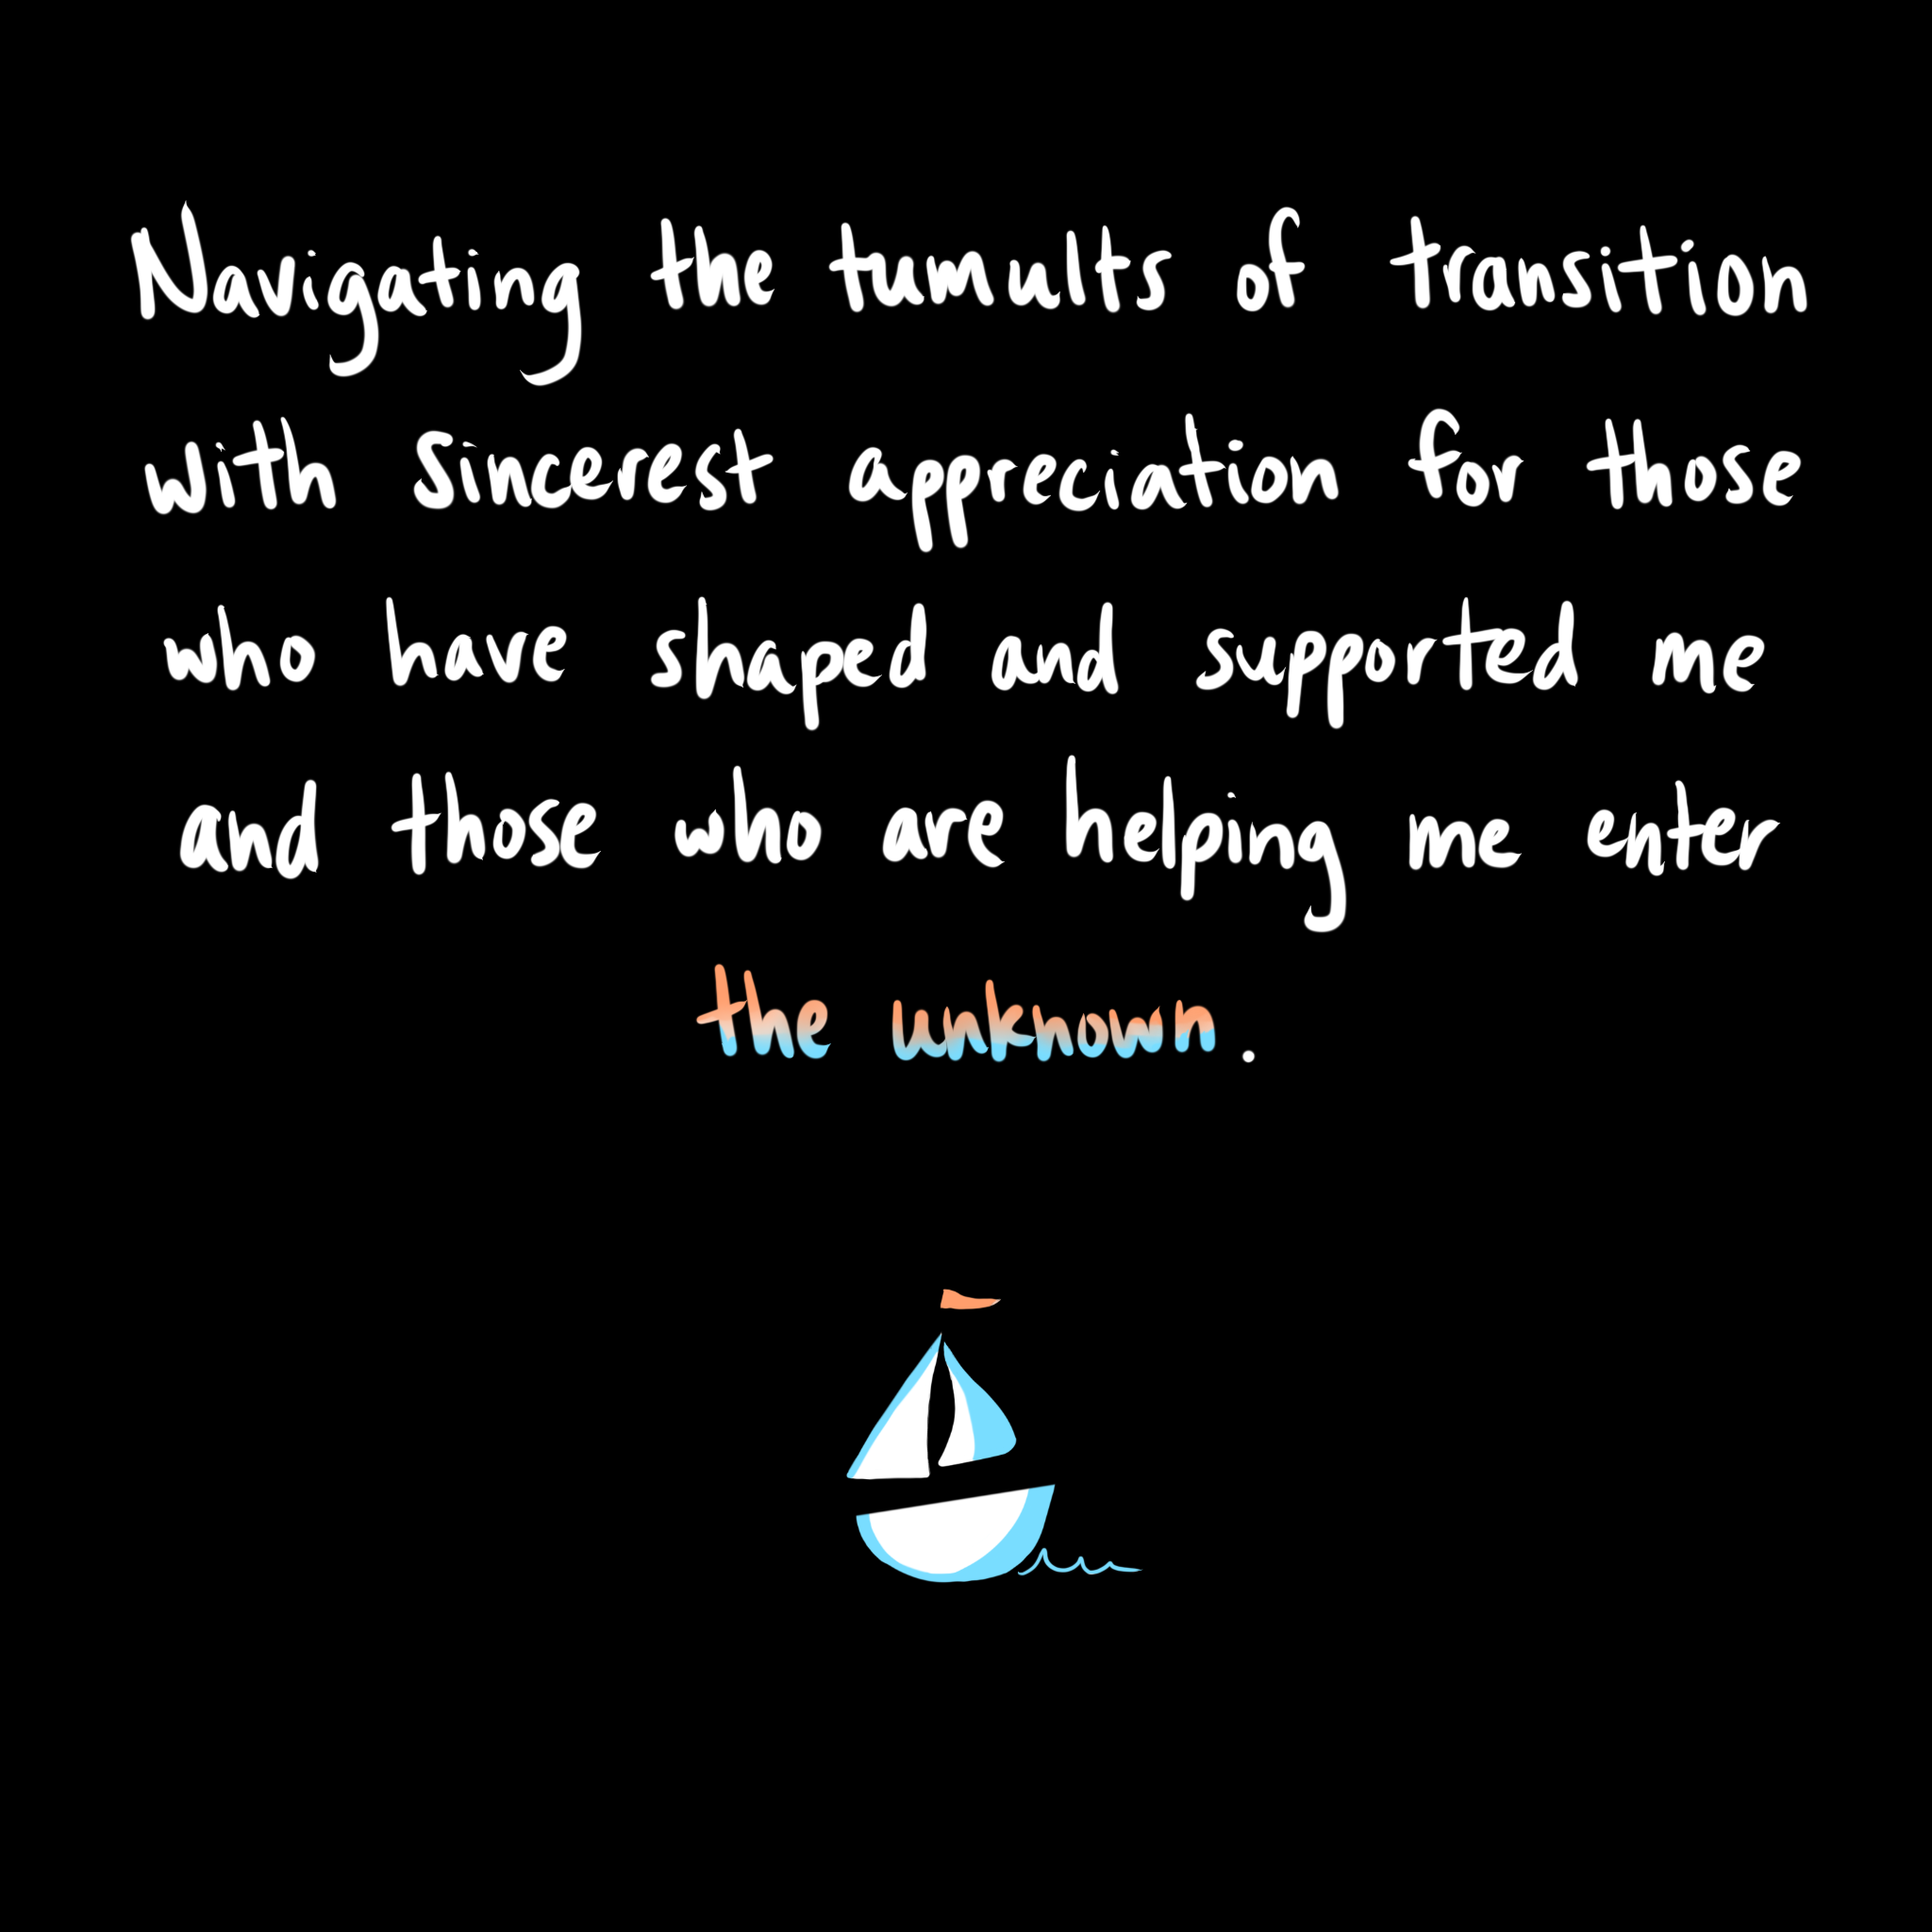 Navigating the tumults of transition
with sincerest appreciation for those
who have shaped and supported me
and those who are helping me enter
the unknown.